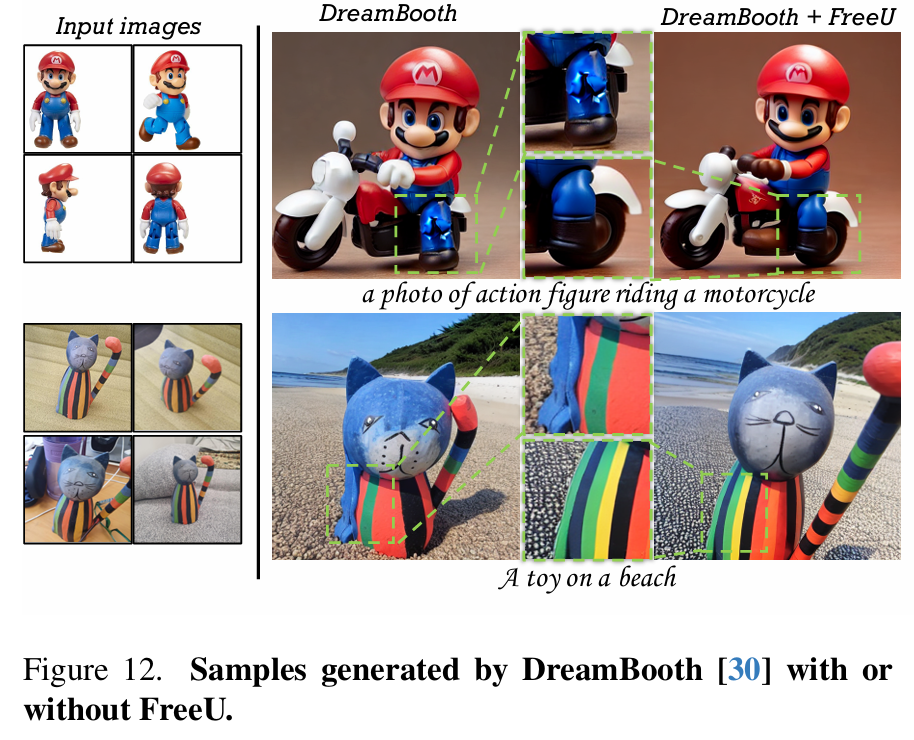 Input images
DreamBooth
DreamBooth + FreeU
M
M
a photo of action figure riding a motorcycle
A toy on a beach
Figure 12. Samples generated by DreamBooth [30] with or
without FreeU.